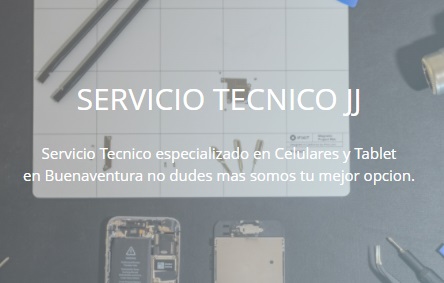 SERVICIO TECNICO JJ
Servicio Tecnico especializado en Celulares y Tablet
en Buenaventura no dudes mas somos tu mejor opcion.